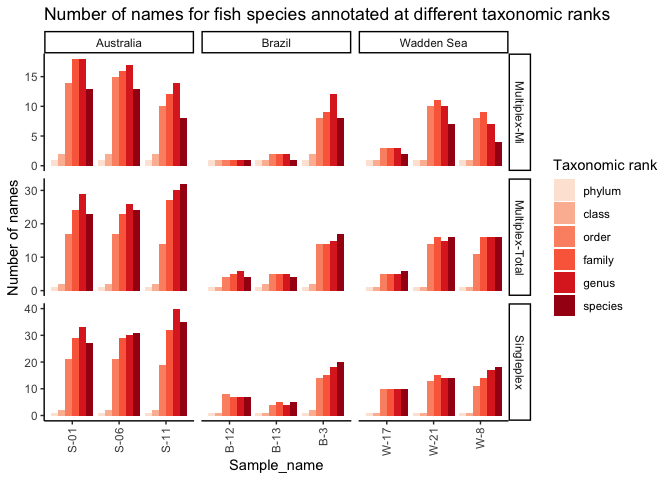 Number of names for fish species annotated at different taxonomic ranks
Australia
Brazil
Wadden Sea
Number of names
15
10
5
0
Multiplex-Mi
30
20
10
0
Multiplex-Total
40
30
20
10
0
Singleplex
S-01
S-06
S-11
B-12
B-13
B-3
W-17
W-21
W-8
Sample_name
Taxonomic rank
phylum
class
order
family
genus
species